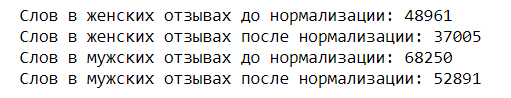 Слов в женских отзывах до нормализации: 48961
Слов в женских отзывах после нормализации: 37005
Слов в мужских отзывах до нормализации: 68250
Слов в мужских отзывах после нормализации: 52891